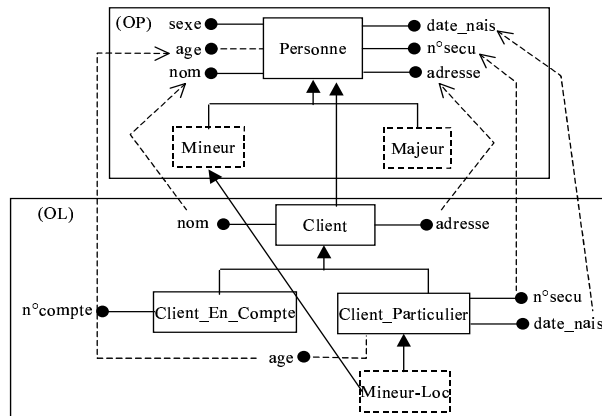 (OP)
sexe
date_nais
age
Personne
n°secu
nom
adresse
Mineur
Majeur
(OL)
nom
Client
adresse
n°compte
Client_En_Compte
Client_Particulier
n°secu
date_nais
age
Mineur-Loc